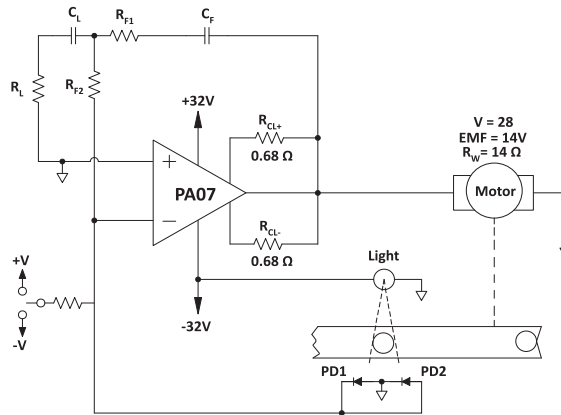 C_L
R_F1
C_F
R_L
R_F2
+32V
R_CL+
0.68 Ω
V = 28
EMF = 14V
R_W = 14 Ω
+
PA07
−
Motor
R_CL-
0.68 Ω
Light
+V
-V
-32V
PD1
PD2